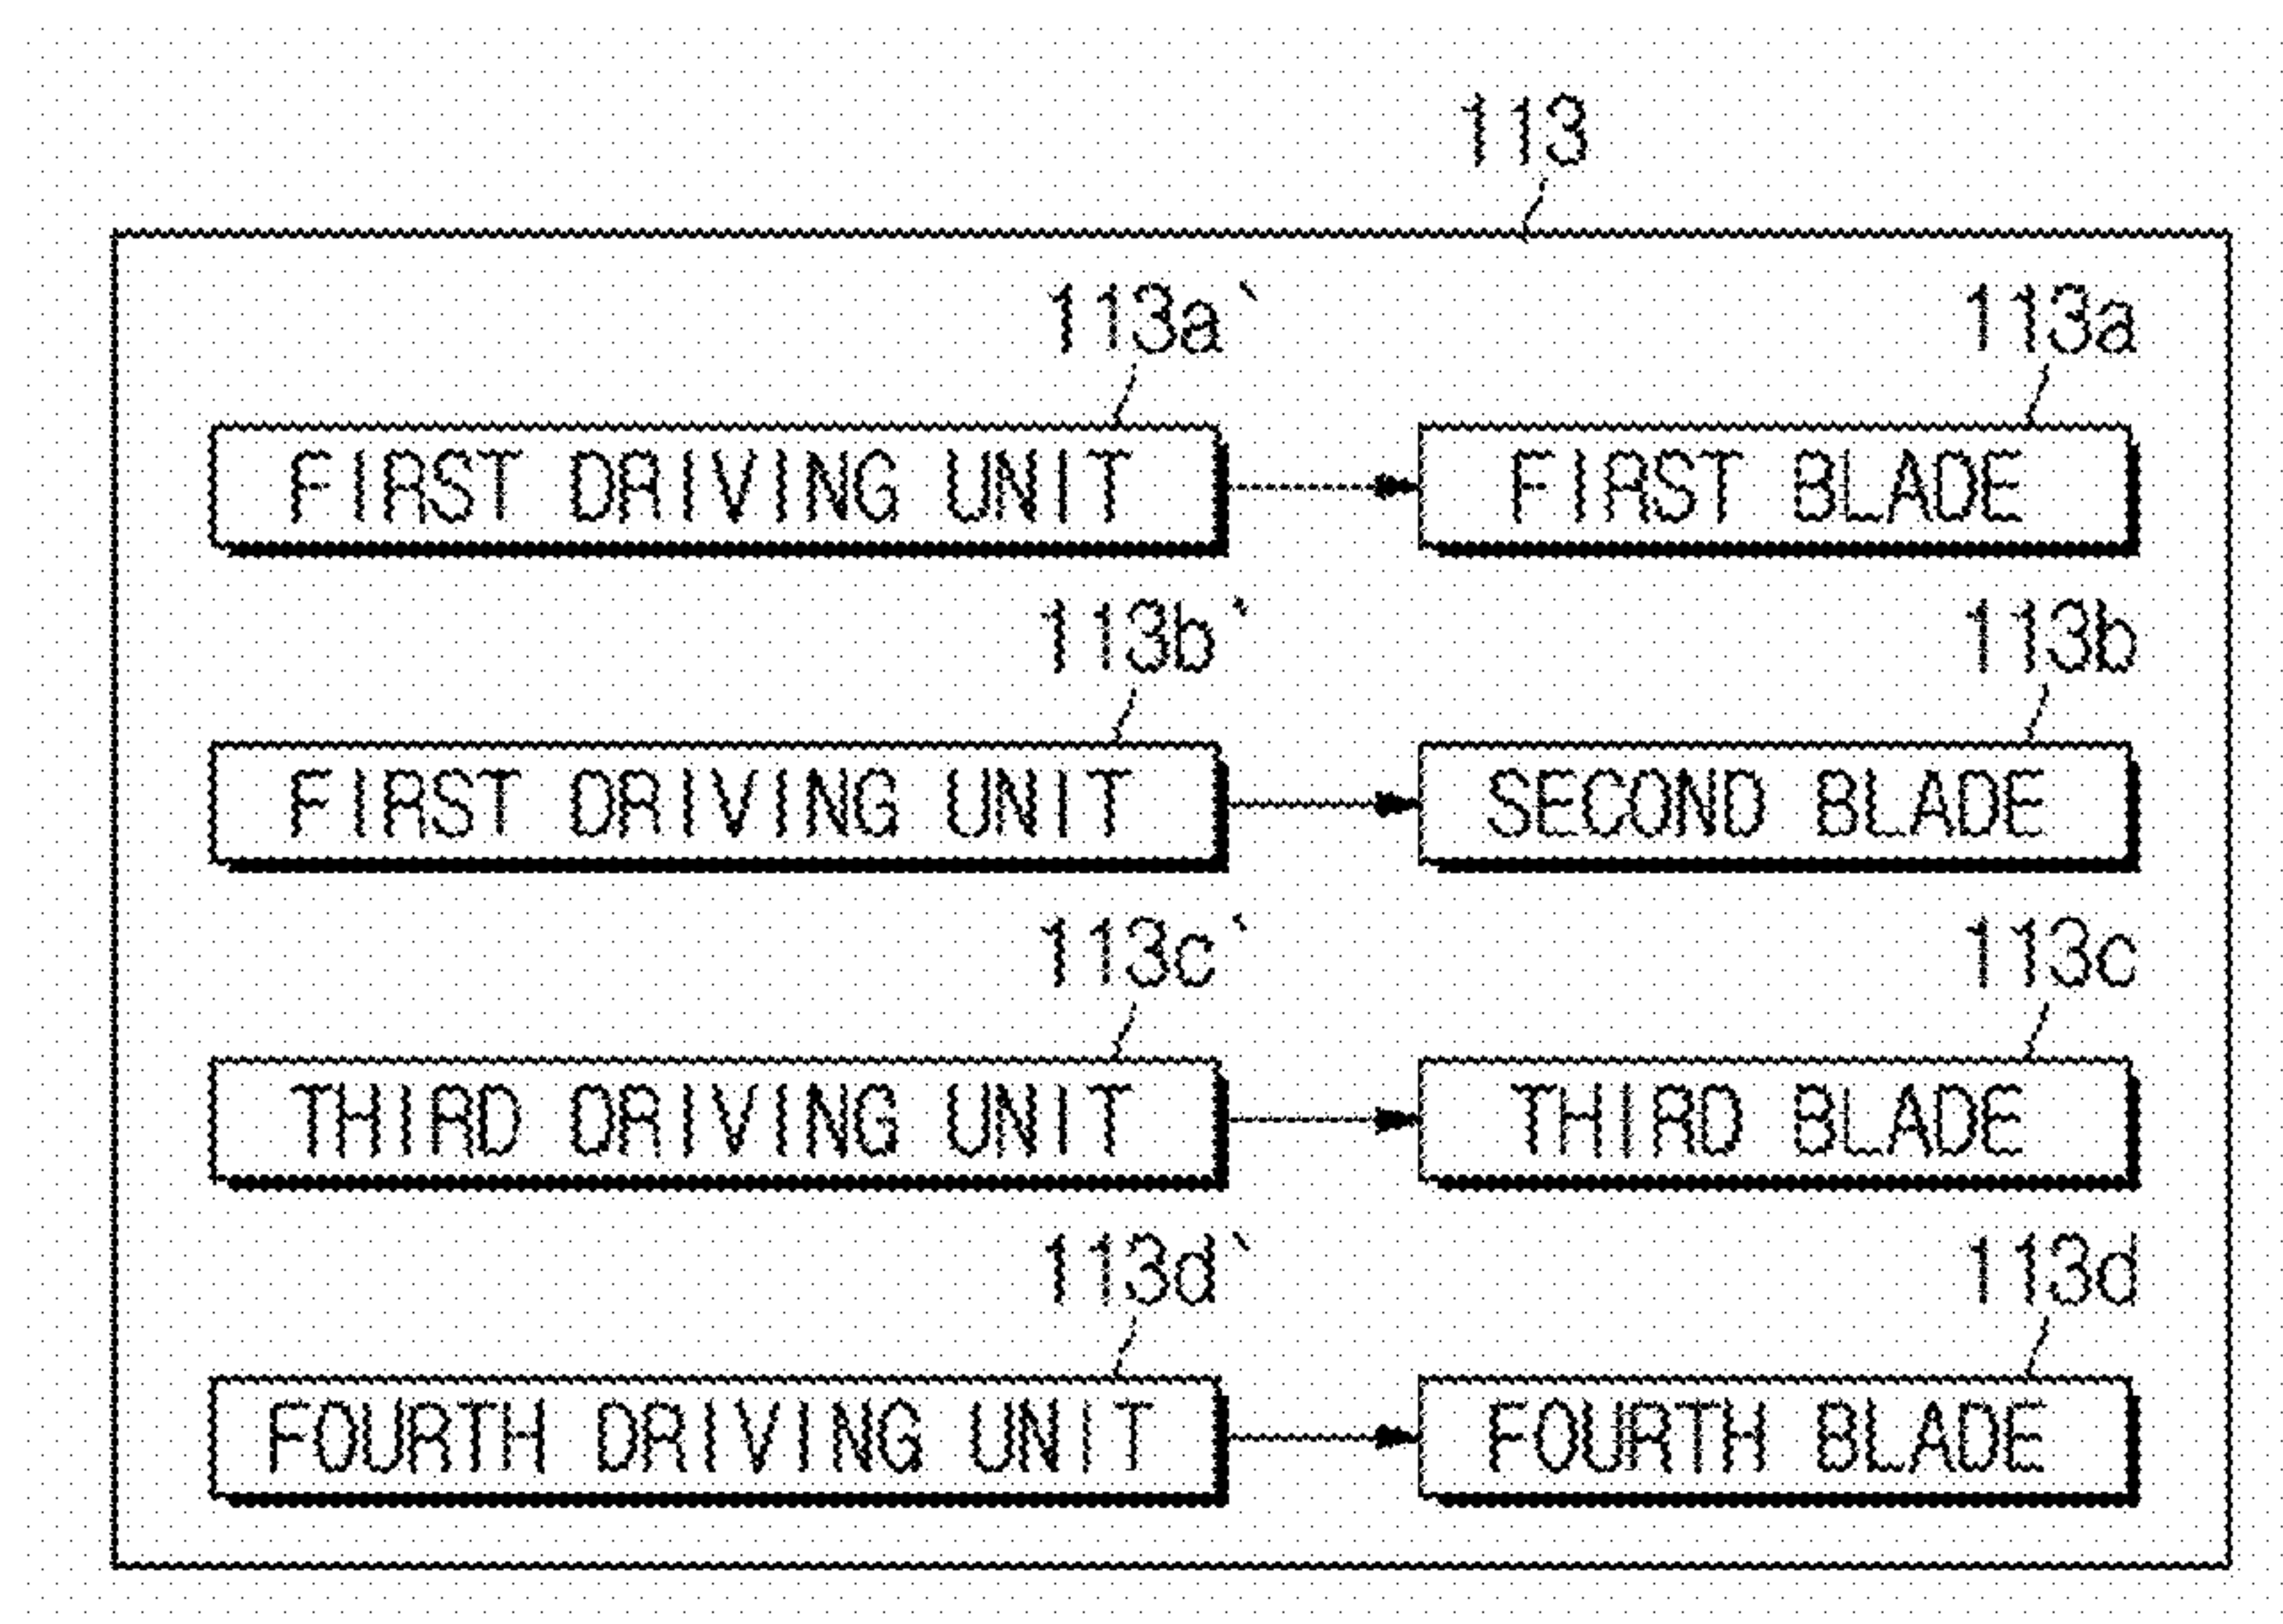 113
113a` 113a
FIRST DRIVING UNIT FIRST BLADE
113b` 113b
FIRST DRIVING UNIT SECOND BLADE
113c` 113c
THIRD DRIVING UNIT THIRD BLADE
113d` 113d
FOURTH DRIVING UNIT FOURTH BLADE